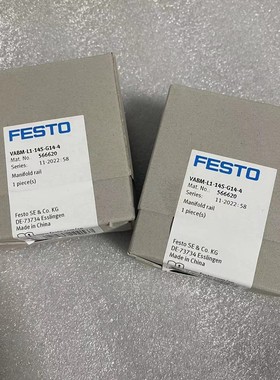 FESTO
VABM-L1-14S-G14-4
Mat. No. 566620
Series: 11-2022: 58
Manifold rail
1 piece(s)
Festo SE & Co. KG
DE-73734 Esslingen
Made in China
FESTO
VABM-L1-14S-G14-4
Mat. No. 566620
Series: 11-2022: 58
Manifold rail
1 piece(s)
Festo SE & Co. KG
DE-73734 Esslingen
Made in China